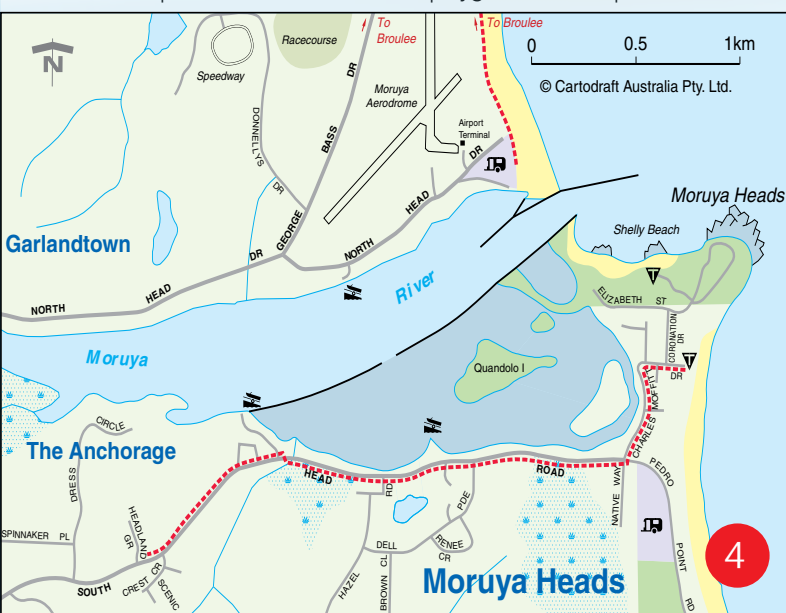 To
Broulee
To Broulee
0 0.5 1km
© Cartodraft Australia Pty. Ltd.
N
Racecourse
Speedway
Moruya
Aerodrome
Airport
Terminal
DONNELLYS
DR
BASS
DR
GEORGE
DR
HEAD
NORTH
Garlandtown
DR
HEAD
NORTH
Moruya Heads
Shelly Beach
River
Moruya
ELIZABETH ST
CORONATION
DR
Quandolo I
DR
MOFFITT
CHARLES
The Anchorage
CIRCLE
DRESS
HEAD
ROAD
RD
PEDRO
NATIVE WAY
PDE
HEADLAND
GR
SPINNAKER PL
DELL
RENEE
CR
HAZEL
BROWN CL
SOUTH
CREST
CR
SCENIC
Moruya Heads
POINT
RD
4